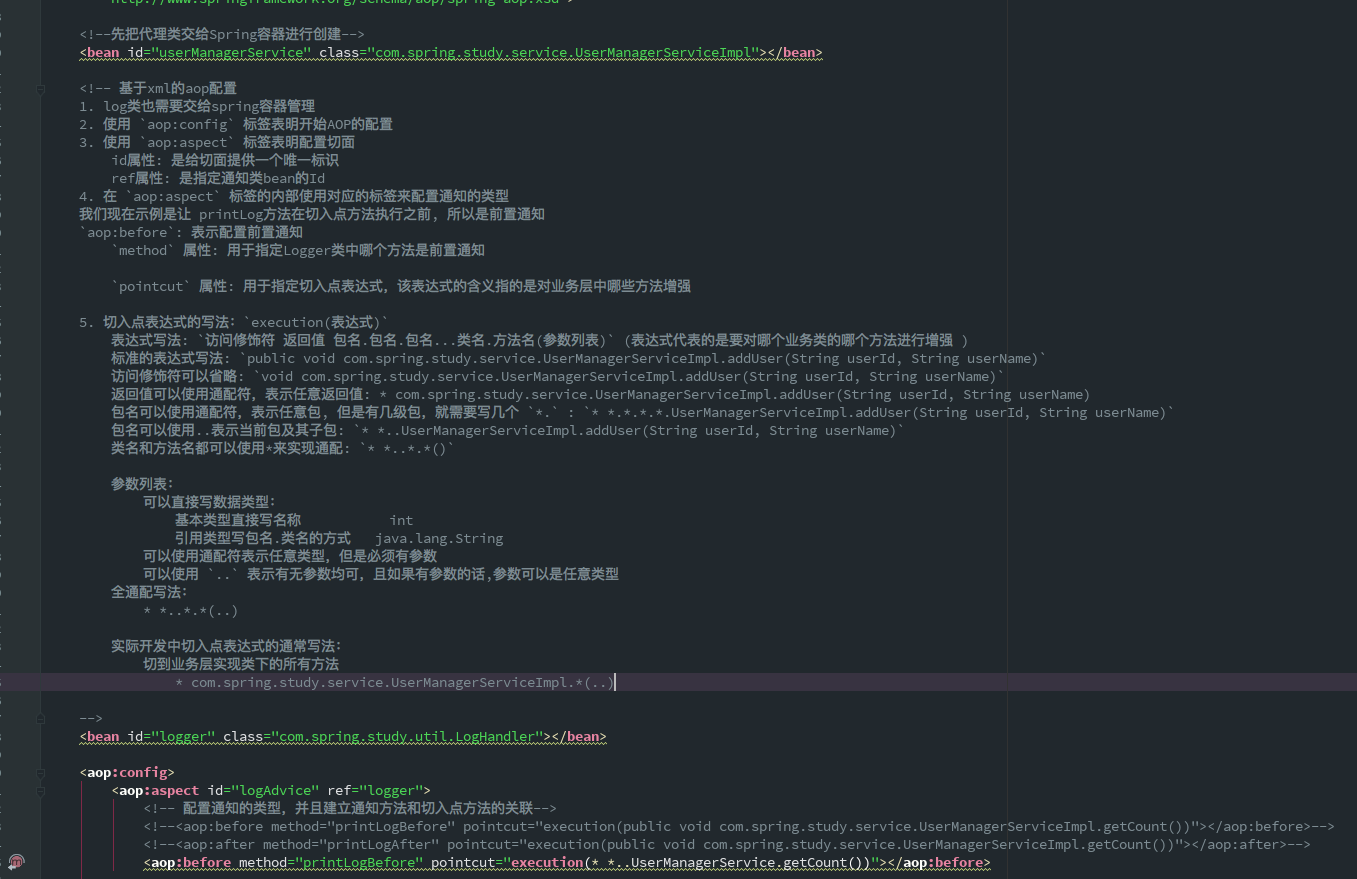 http://www.springframework.org/schema/aop/spring-aop.xsd">
<!--先把代理类交给Spring容器进行创建-->
<bean id="userManagerService" class="com.spring.study.service.UserManagerServiceImpl"></bean>
<!-- 基于xml的aop配置
1. log类也需要交给spring容器管理
2. 使用 `aop:config` 标签表明开始AOP的配置
3. 使用 `aop:aspect` 标签表明配置切面
id属性: 是给切面提供一个唯一标识
ref属性: 是指定通知类bean的Id
4. 在 `aop:aspect` 标签的内部使用对应的标签来配置通知的类型
我们现在示例是让 printLog方法在切入点方法执行之前, 所以是前置通知
`aop:before`: 表示配置前置通知
`method` 属性: 用于指定Logger类中哪个方法是前置通知
`pointcut` 属性: 用于指定切入点表达式, 该表达式的含义指的是对业务层中哪些方法增强
5. 切入点表达式的写法: `execution(表达式)`
表达式写法: `访问修饰符 返回值 包名.包名.包名...类名.方法名(参数列表)` (表达式代表的是要对哪个业务类的哪个方法进行增强 )
标准的表达式写法: `public void com.spring.study.service.UserManagerServiceImpl.addUser(String userId, String userName)`
访问修饰符可以省略: `void com.spring.study.service.UserManagerServiceImpl.addUser(String userId, String userName)`
返回值可以使用通配符, 表示任意返回值: * com.spring.study.service.UserManagerServiceImpl.addUser(String userId, String userName)
包名可以使用通配符, 表示任意包, 但是有几级包, 就需要写几个 `*.` : `* *.*.*.*.UserManagerServiceImpl.addUser(String userId, String userName)`
包名可以使用..表示当前包及其子包: `* *..UserManagerServiceImpl.addUser(String userId, String userName)`
类名和方法名都可以使用*来实现通配: `* *..*.*()`
参数列表:
可以直接写数据类型:
基本类型直接写名称 int
引用类型写包名.类名的方式 java.lang.String
可以使用通配符表示任意类型, 但是必须有参数
可以使用 `..` 表示有无参数均可, 且如果有参数的话,参数可以是任意类型
全通配写法:
* *..*.*(..)
实际开发中切入点表达式的通常写法:
切到业务层实现类下的所有方法
* com.spring.study.service.UserManagerServiceImpl.*(..)
-->
<bean id="logger" class="com.spring.study.util.LogHandler"></bean>
<aop:config>
<aop:aspect id="logAdvice" ref="logger">
<!-- 配置通知的类型, 并且建立通知方法和切入点方法的关联-->
<!--<aop:before method="printLogBefore" pointcut="execution(public void com.spring.study.service.UserManagerServiceImpl.getCount())"></aop:before>-->
<!--<aop:after method="printLogAfter" pointcut="execution(public void com.spring.study.service.UserManagerServiceImpl.getCount())"></aop:after>-->
<aop:before method="printLogBefore" pointcut="execution(* *..UserManagerService.getCount())"></aop:before>